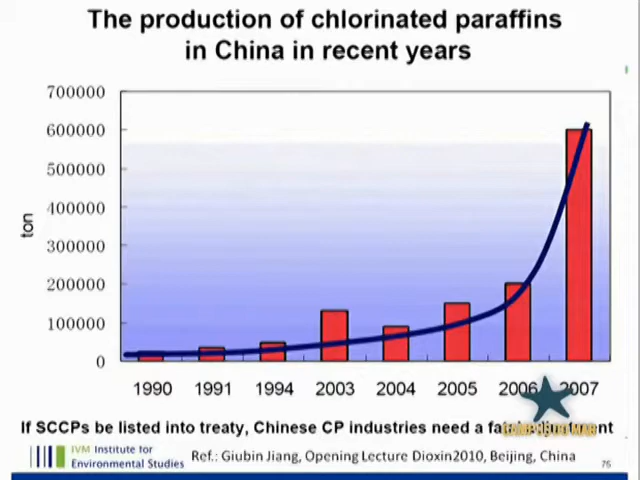 The production of chlorinated paraffins
in China in recent years
700000
600000
500000
400000
300000
200000
100000
0
ton
1990 1991 1994 2003 2004 2005 2006 2007
If SCCPs be listed into treaty, Chinese CP industries need a
IVM Institute for
Environmental Studies
Ref.: Giubin Jiang, Opening Lecture Dioxin2010, Beijing, China